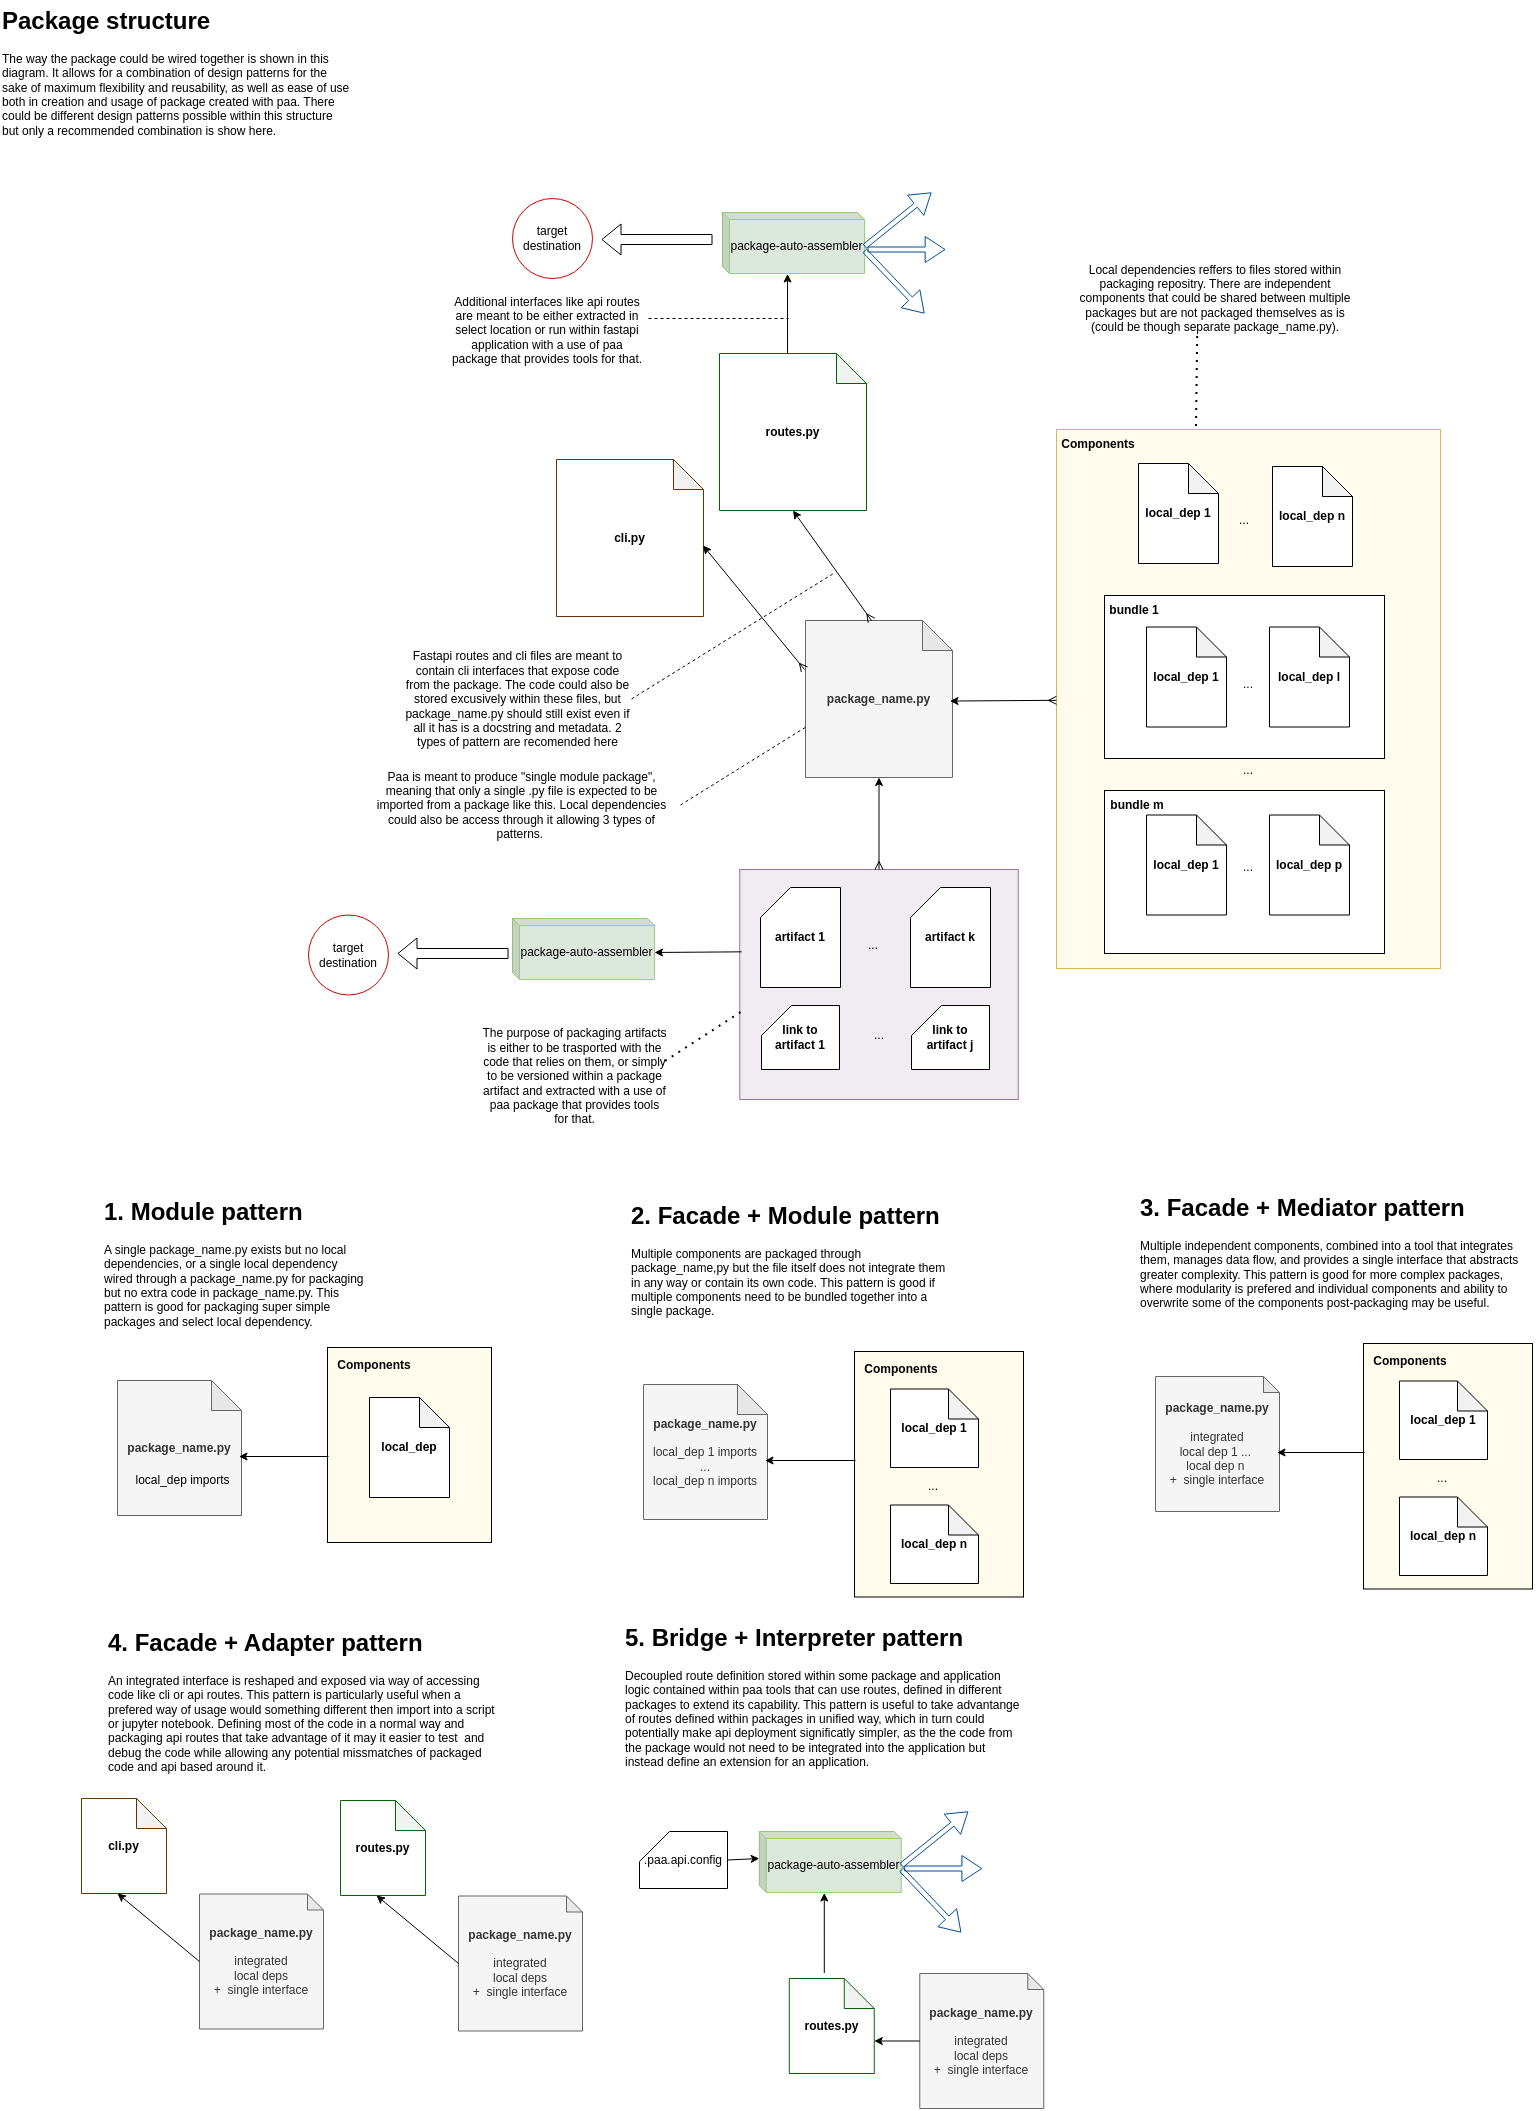 Package structure
The way the package could be wired together is shown in this
diagram. It allows for a combination of design patterns for the
sake of maximum flexibility and reusability, as well as ease of use
both in creation and usage of package created with paa. There
could be different design patterns possible within this structure
but only a recommended combination is show here.
target
destination
package-auto-assembler
Additional interfaces like api routes
are meant to be either extracted in
select location or run within fastapi
application with a use of paa
package that provides tools for that.
Local dependencies reffers to files stored within
packaging repositry. There are independent
components that could be shared between multiple
packages but are not packaged themselves as is
(could be though separate package_name.py).
routes.py
cli.py
Components
local_dep 1
...
local_dep n
bundle 1
local_dep 1
...
local_dep l
...
bundle m
local_dep 1
...
local_dep p
Fastapi routes and cli files are meant to
contain cli interfaces that expose code
from the package. The code could also be
stored excusively within these files, but
package_name.py should still exist even if
all it has is a docstring and metadata. 2
types of pattern are recomended here
package_name.py
Paa is meant to produce "single module package",
meaning that only a single .py file is expected to be
imported from a package like this. Local dependencies
could also be access through it allowing 3 types of
patterns.
target
destination
package-auto-assembler
artifact 1
...
artifact k
link to
artifact 1
...
link to
artifact j
The purpose of packaging artifacts
is either to be trasported with the
code that relies on them, or simply
to be versioned within a package
artifact and extracted with a use of
paa package that provides tools
for that.
1. Module pattern
A single package_name.py exists but no local
dependencies, or a single local dependency
wired through a package_name.py for packaging
but no extra code in package_name.py. This
pattern is good for packaging super simple
packages and select local dependency.
package_name.py
local_dep imports
Components
local_dep
2. Facade + Module pattern
Multiple components are packaged through
package_name,py but the file itself does not integrate them
in any way or contain its own code. This pattern is good if
multiple components need to be bundled together into a
single package.
package_name.py
local_dep 1 imports
...
local_dep n imports
Components
local_dep 1
...
local_dep n
3. Facade + Mediator pattern
Multiple independent components, combined into a tool that integrates
them, manages data flow, and provides a single interface that abstracts
greater complexity. This pattern is good for more complex packages,
where modularity is prefered and individual components and ability to
overwrite some of the components post-packaging may be useful.
package_name.py
integrated
local dep 1 ...
local dep n
+ single interface
Components
local_dep 1
...
local_dep n
4. Facade + Adapter pattern
An integrated interface is reshaped and exposed via way of accessing
code like cli or api routes. This pattern is particularly useful when a
prefered way of usage would something different then import into a script
or jupyter notebook. Defining most of the code in a normal way and
packaging api routes that take advantage of it may it easier to test  and
debug the code while allowing any potential missmatches of packaged
code and api based around it.
cli.py
package_name.py
integrated
local deps
+ single interface
routes.py
package_name.py
integrated
local deps
+ single interface
5. Bridge + Interpreter pattern
Decoupled route definition stored within some package and application
logic contained within paa tools that can use routes, defined in different
packages to extend its capability. This pattern is useful to take advantange
of routes defined within packages in unified way, which in turn could
potentially make api deployment significatly simpler, as the the code from
the package would not need to be integrated into the application but
instead define an extension for an application.
.paa.api.config
package-auto-assembler
routes.py
package_name.py
integrated
local deps
+ single interface